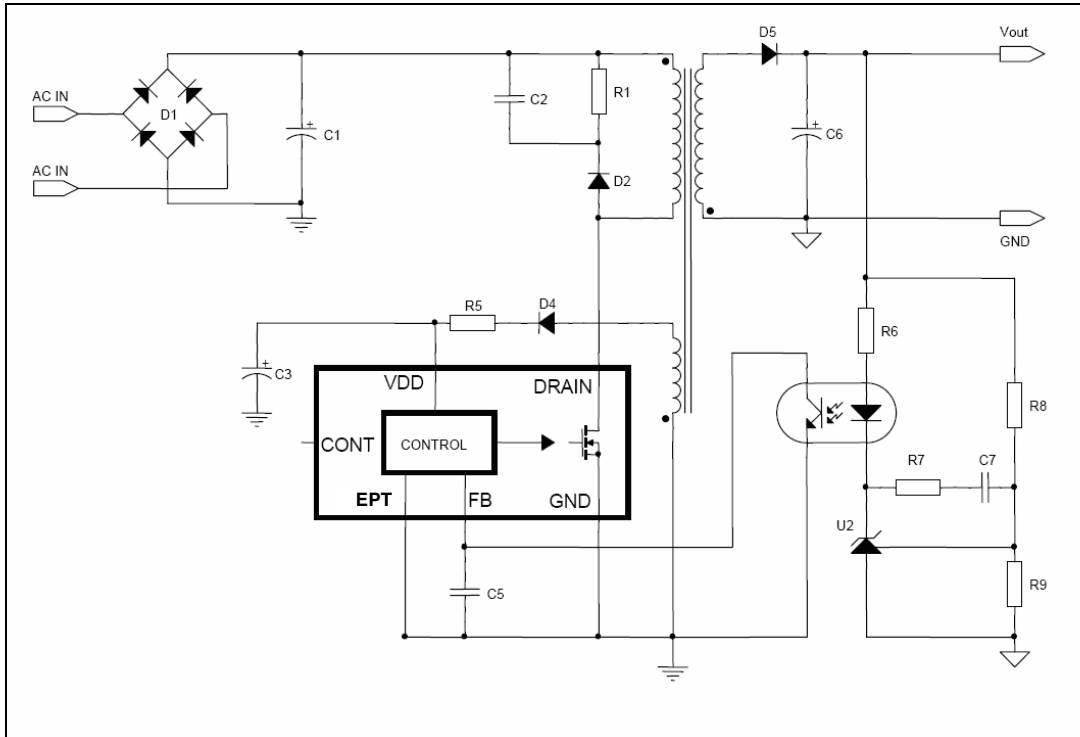 D5
Vout
AC IN
D1
C1
C2
R1
C6
AC IN
D2
GND
R5
D4
R6
C3
VDD
DRAIN
R8
CONT
CONTROL
R7
C7
EPT
FB
GND
U2
C5
R9